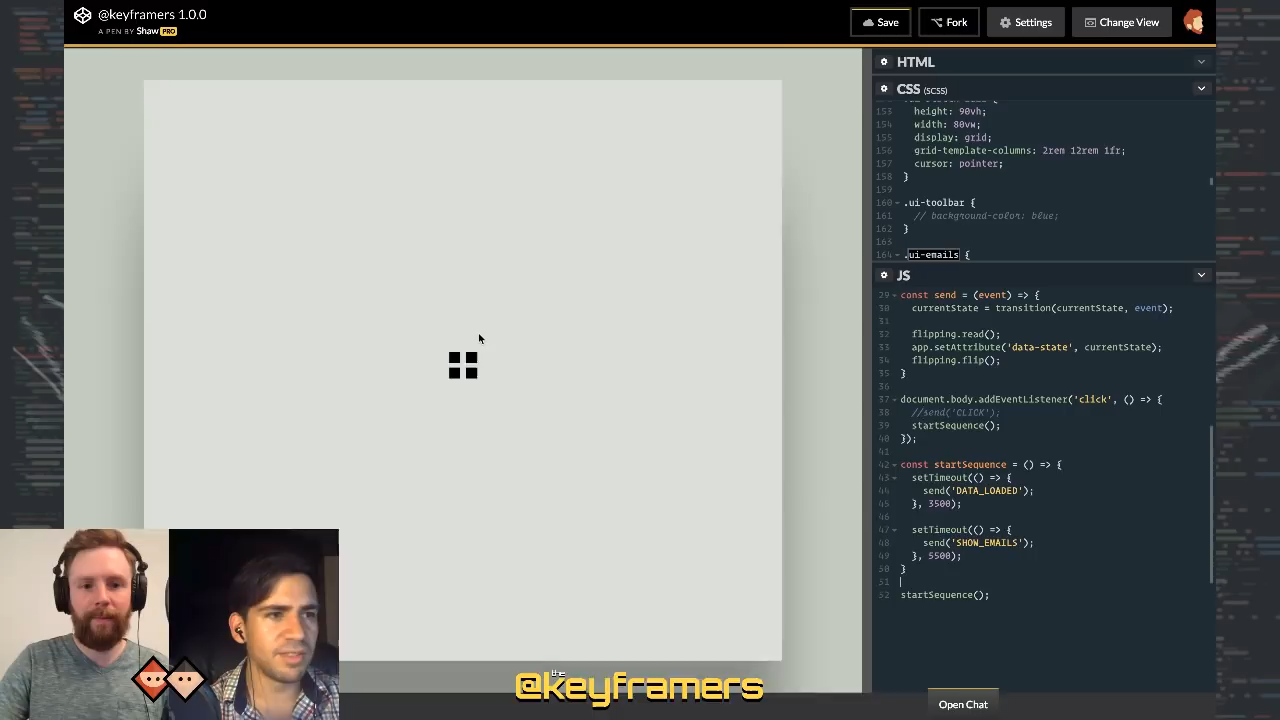 @keyframers 1.0.0
A PEN BY Shaw PRO
Save
Fork
Settings
Change View
HTML
CSS (SCSS)
153 height: 90vh;
154 width: 80vw;
155 display: grid;
156 grid-template-columns: 2rem 12rem 1fr;
157 cursor: pointer;
158 }
159
160 .ui-toolbar {
161 // background-color: blue;
162 }
163
164 .ui-emails {
JS
29 const send = (event) => {
30 currentState = transition(currentState, event);
31
32 flipping.read();
33 app.setAttribute('data-state', currentState);
34 flipping.flip();
35 }
36
37 document.body.addEventListener('click', () => {
38 //send('CLICK');
39 startSequence();
40 });
41
42 const startSequence = () => {
43 setTimeout(() => {
44 send('DATA_LOADED');
45 }, 3500);
46
47 setTimeout(() => {
48 send('SHOW_EMAILS');
49 }, 5500);
50 }
51
52 startSequence();
the
@keyframers
Open Chat